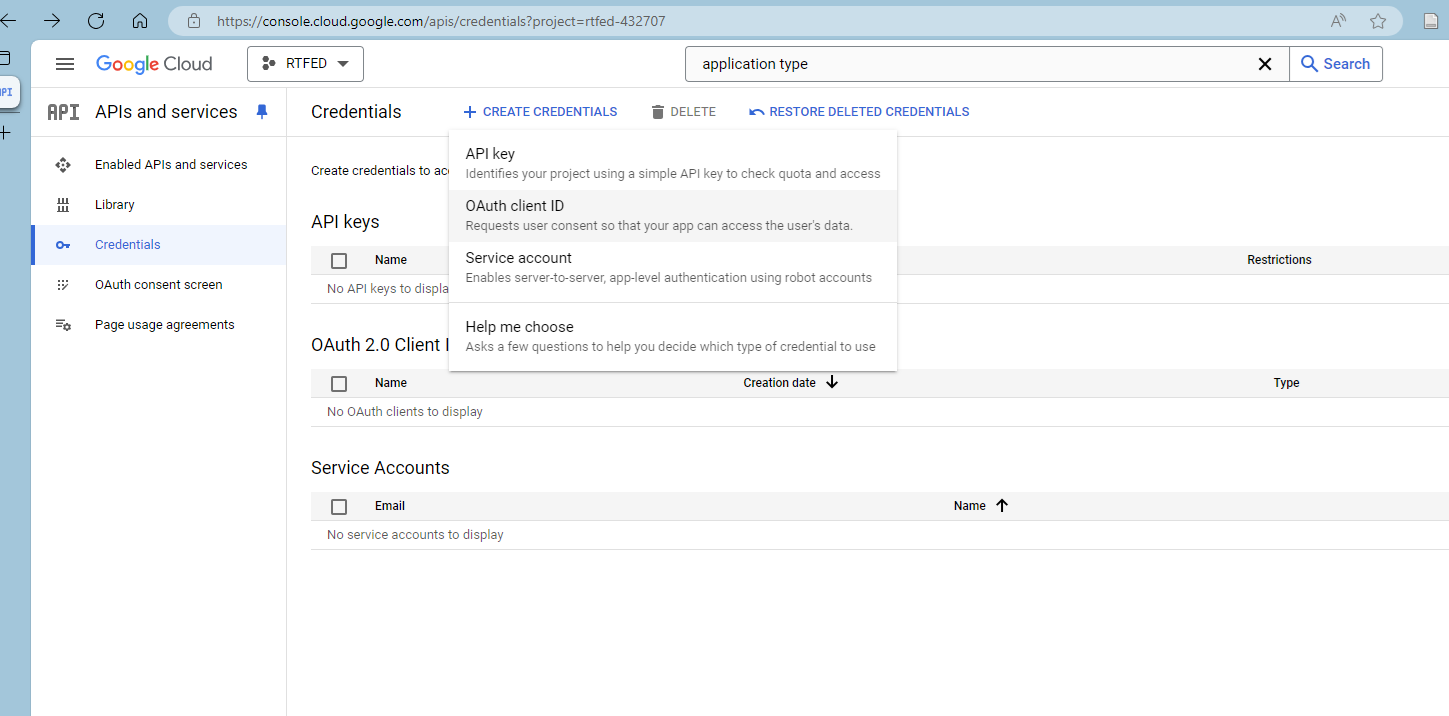 https://console.cloud.google.com/apis/credentials?project=rtfed-432707
Google Cloud
RTFED
application type
Search
API
API APIs and services
Credentials
CREATE CREDENTIALS
DELETE
RESTORE DELETED CREDENTIALS
Enabled APIs and services
Library
Credentials
OAuth consent screen
Page usage agreements
Create credentials to ac
API key
Identifies your project using a simple API key to check quota and access
OAuth client ID
Requests user consent so that your app can access the user's data.
Service account
Enables server-to-server, app-level authentication using robot accounts
Help me choose
Asks a few questions to help you decide which type of credential to use
API keys
Name
Restrictions
No API keys to displa
OAuth 2.0 Client I
Name
Creation date
Type
No OAuth clients to display
Service Accounts
Email
Name
No service accounts to display